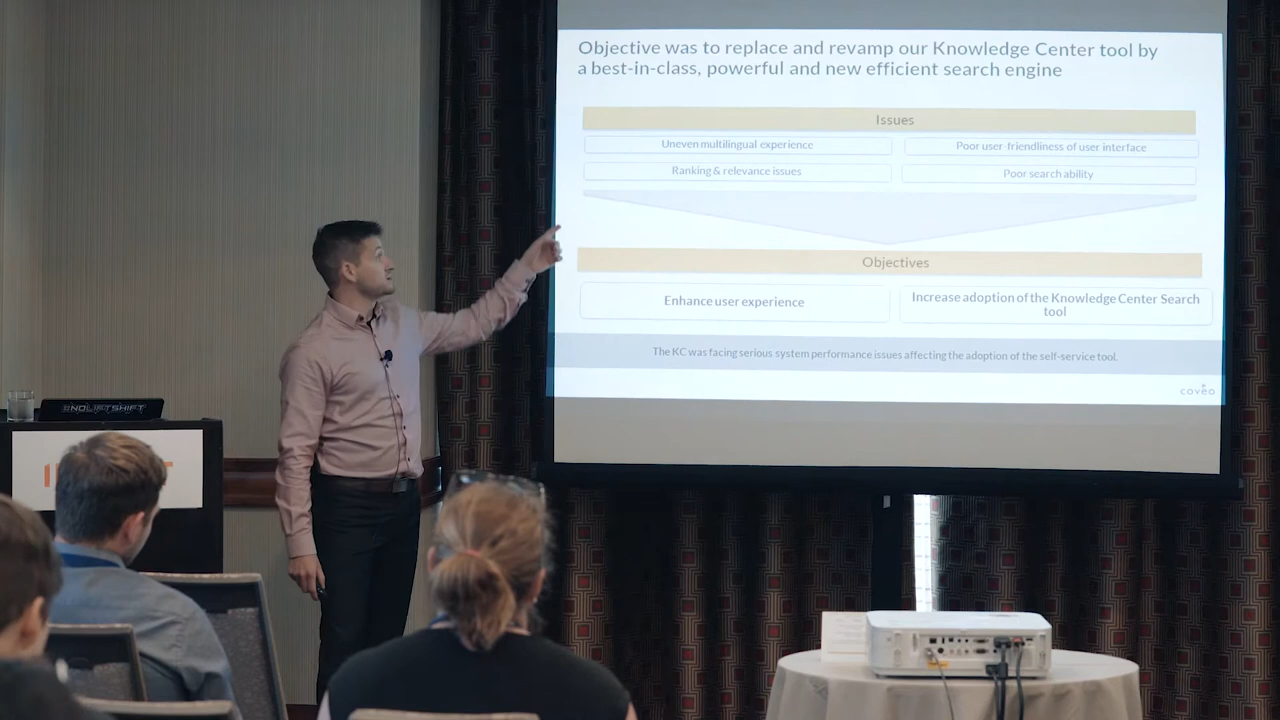 Objective was to replace and revamp our Knowledge Center tool by
a best-in-class, powerful and new efficient search engine
Issues
Uneven multilingual experience
Poor user-friendliness of user interface
Ranking & relevance issues
Poor search ability
Objectives
Enhance user experience
Increase adoption of the Knowledge Center Search
tool
The KC was facing serious system performance issues affecting the adoption of the self-service tool.
coveo
#ENDLIFTSHIFT